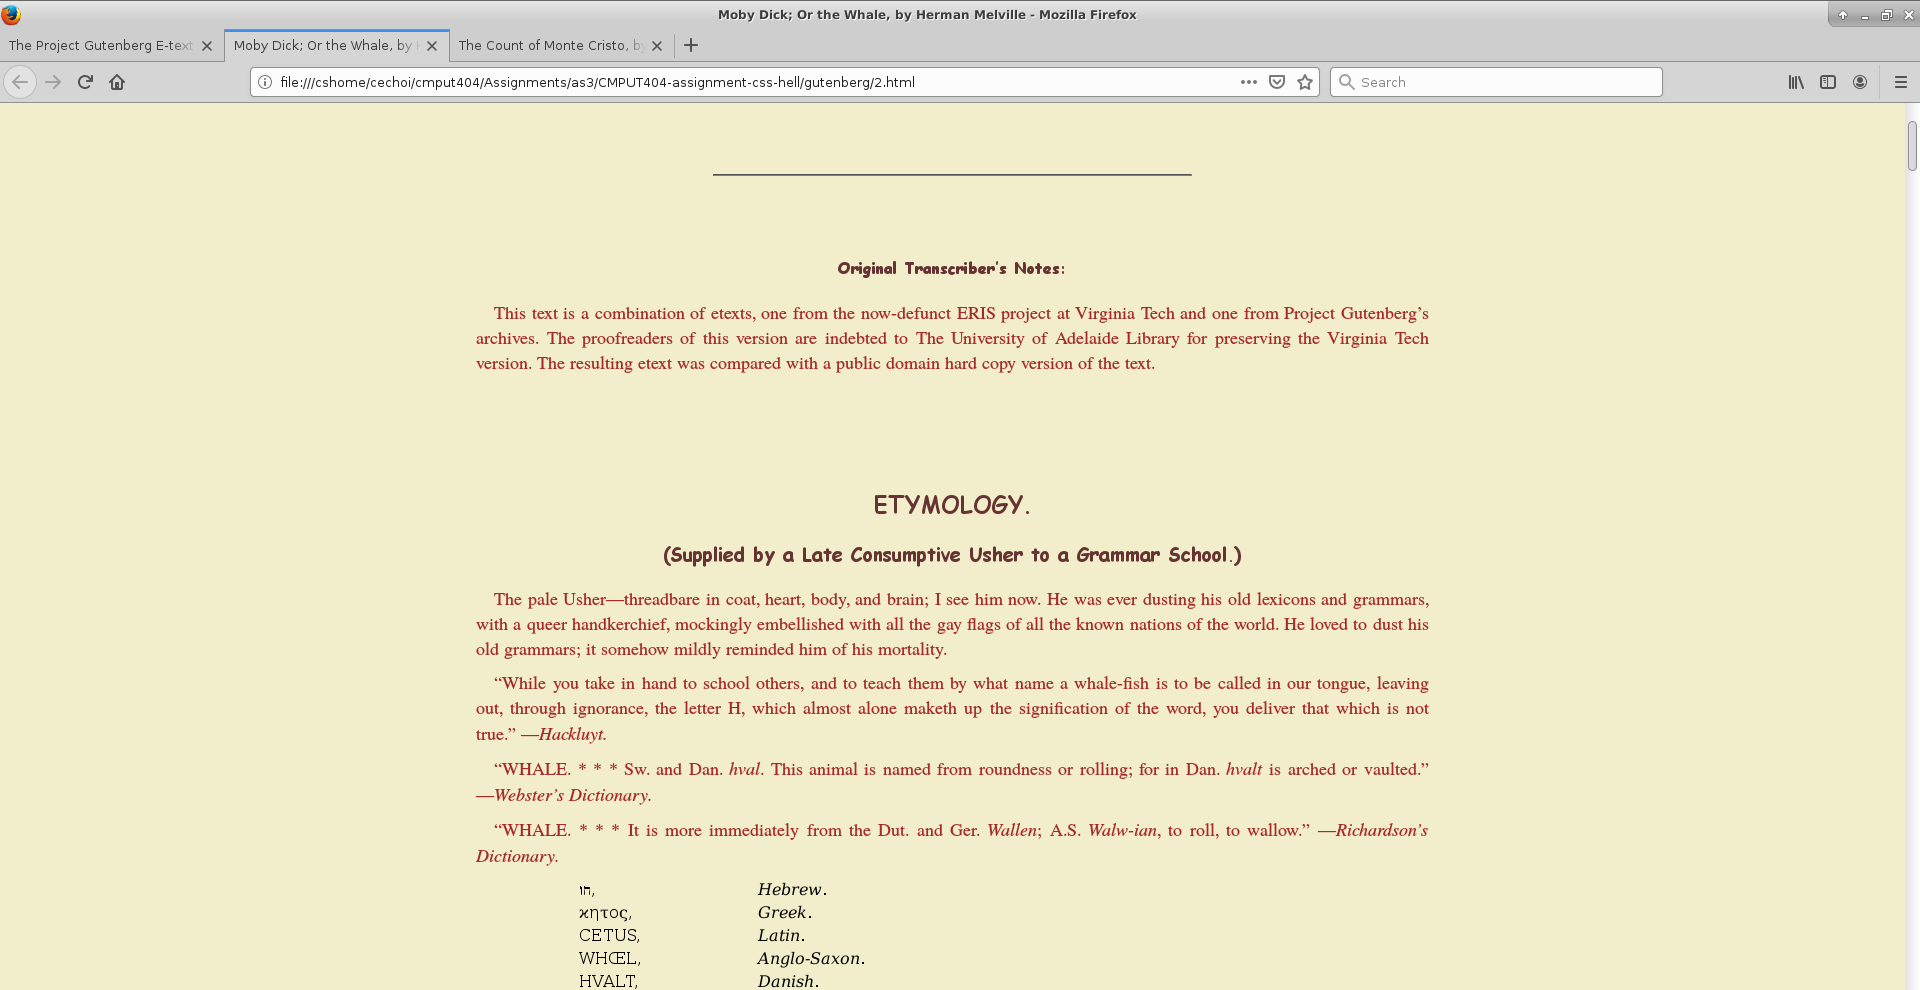 Moby Dick; Or the Whale, by Herman Melville - Mozilla Firefox
The Project Gutenberg E-text
Moby Dick; Or the Whale, by
The Count of Monte Cristo, by
file:///cshome/cechoi/cmput404/Assignments/as3/CMPUT404-assignment-css-hell/gutenberg/2.html
Search
Original Transcriber's Notes:
This text is a combination of etexts, one from the now-defunct ERIS project at Virginia Tech and one from Project Gutenberg’s
archives. The proofreaders of this version are indebted to The University of Adelaide Library for preserving the Virginia Tech
version. The resulting etext was compared with a public domain hard copy version of the text.
ETYMOLOGY.
(Supplied by a Late Consumptive Usher to a Grammar School.)
The pale Usher—threadbare in coat, heart, body, and brain; I see him now. He was ever dusting his old lexicons and grammars,
with a queer handkerchief, mockingly embellished with all the gay flags of all the known nations of the world. He loved to dust his
old grammars; it somehow mildly reminded him of his mortality.
“While you take in hand to school others, and to teach them by what name a whale-fish is to be called in our tongue, leaving
out, through ignorance, the letter H, which almost alone maketh up the signification of the word, you deliver that which is not
true.” —Hackluyt.
“WHALE. * * * Sw. and Dan. hval. This animal is named from roundness or rolling; for in Dan. hvalt is arched or vaulted.”
—Webster’s Dictionary.
“WHALE. * * * It is more immediately from the Dut. and Ger. Wallen; A.S. Walw-ian, to roll, to wallow.” —Richardson’s
Dictionary.
חו, Hebrew.
ϰητος, Greek.
CETUS, Latin.
WHŒL, Anglo-Saxon.
HVALT, Danish.